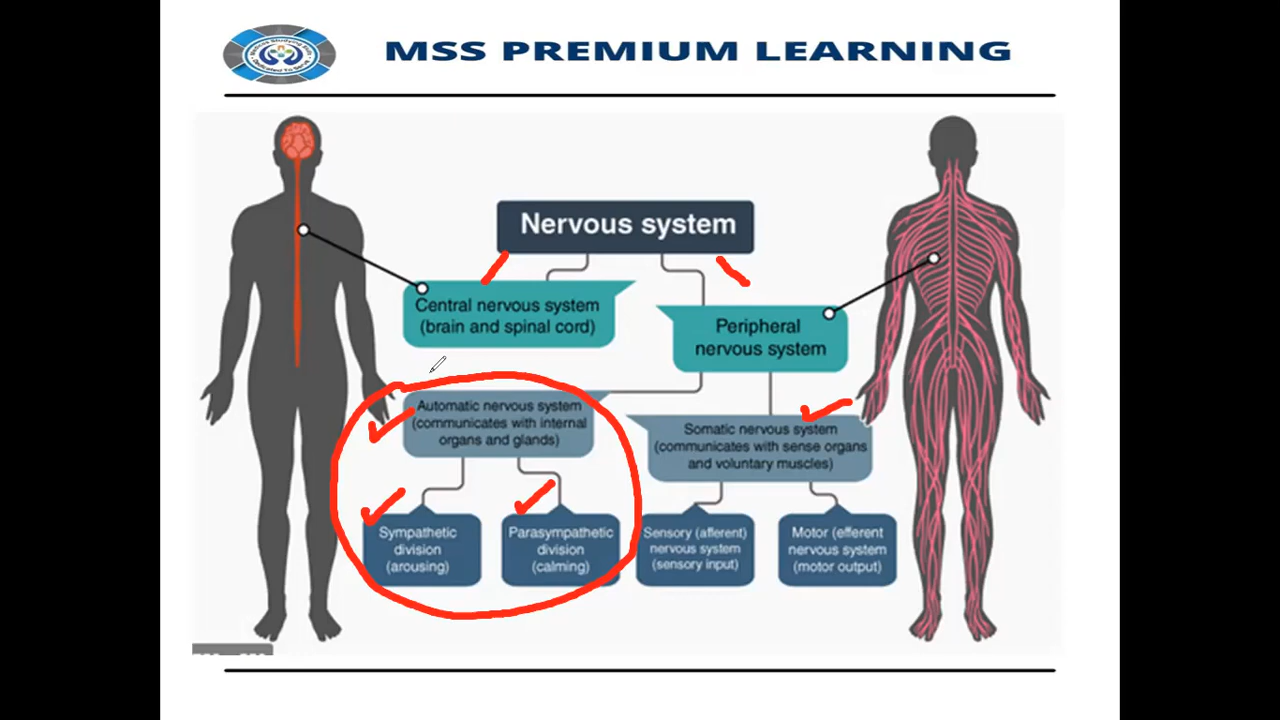 MSS PREMIUM LEARNING
Nervous system
Central nervous system
(brain and spinal cord)
Peripheral
nervous system
Automatic nervous system
(communicates with internal
organs and glands)
Somatic nervous system
(communicates with sense organs
and voluntary muscles)
Sympathetic
division
(arousing)
Parasympathetic
division
(calming)
Sensory (afferent)
nervous system
(sensory input)
Motor (efferent
nervous system
(motor output)